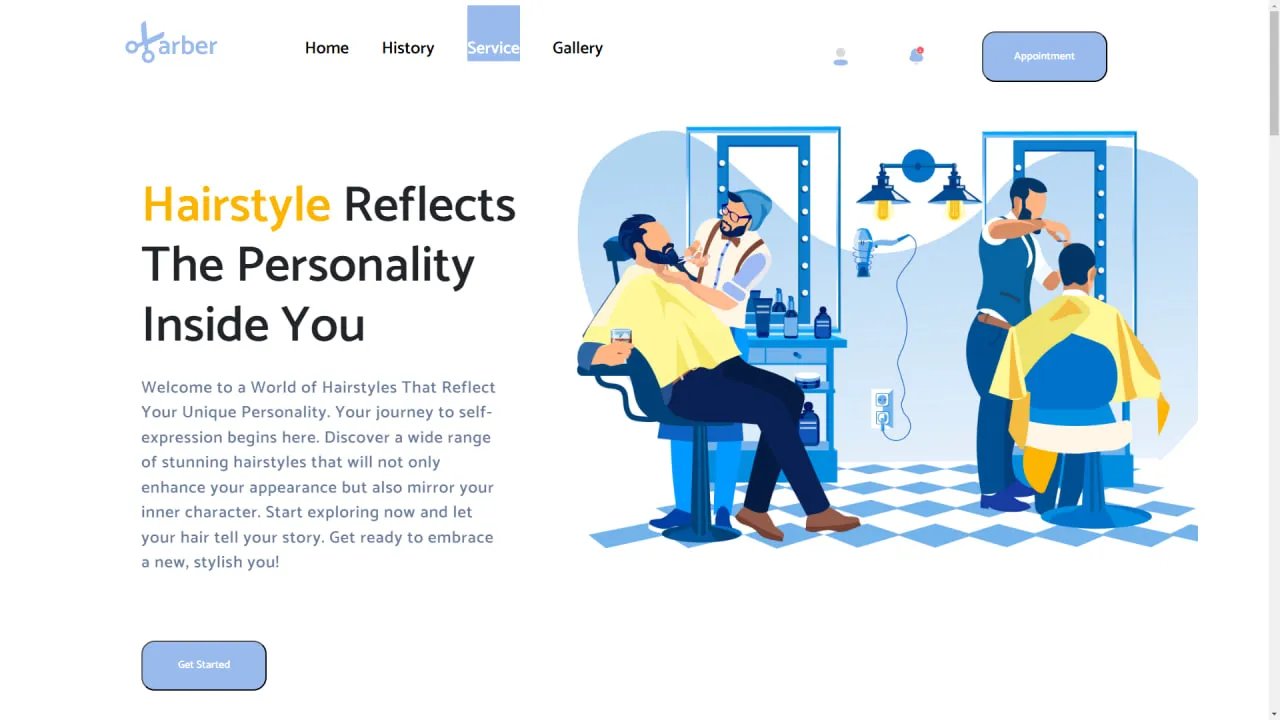 arber
Home
History
Service
Gallery
Appointment
Hairstyle Reflects
The Personality
Inside You
Welcome to a World of Hairstyles That Reflect
Your Unique Personality. Your journey to self-
expression begins here. Discover a wide range
of stunning hairstyles that will not only
enhance your appearance but also mirror your
inner character. Start exploring now and let
your hair tell your story. Get ready to embrace
a new, stylish you!
Get Started